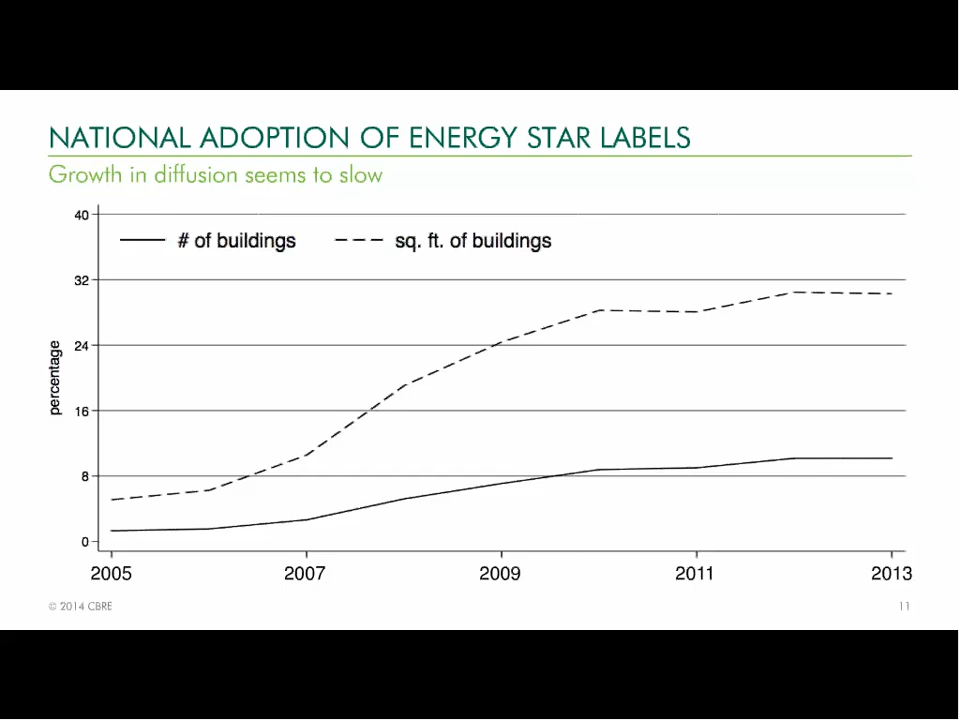 NATIONAL ADOPTION OF ENERGY STAR LABELS
Growth in diffusion seems to slow
40
# of buildings sq. ft. of buildings
32
24
percentage
16
8
0
2005 2007 2009 2011 2013
© 2014 CBRE 11